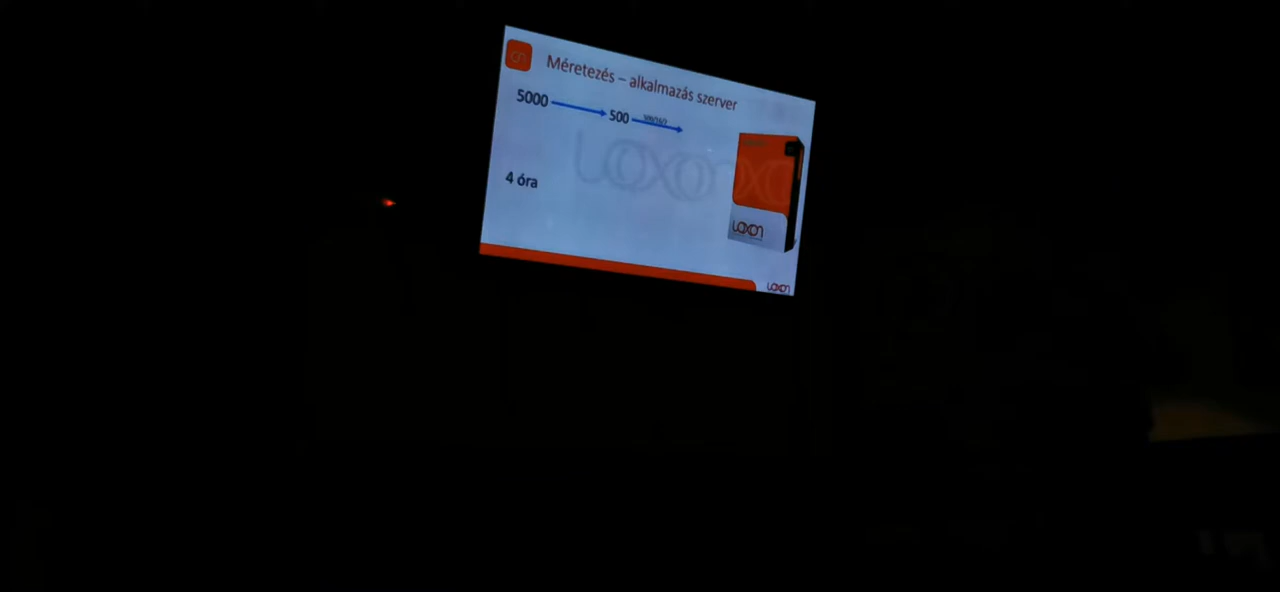 Méretezés – alkalmazás szerver
5000 500
4 óra
LOXON
LOXON
LOXON